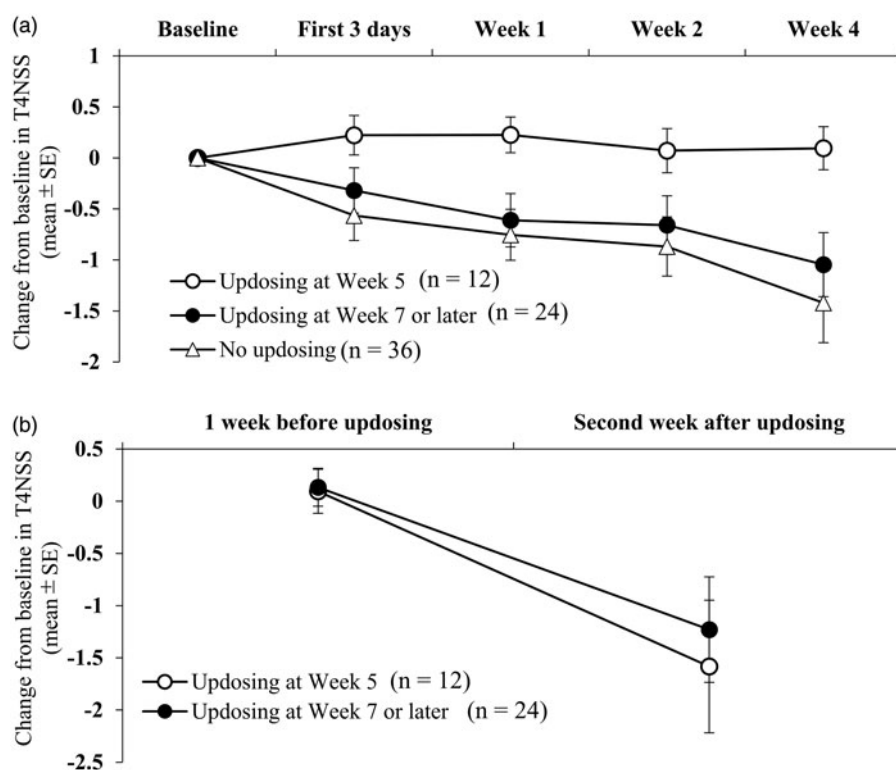 (a)
Baseline First 3 days Week 1 Week 2 Week 4
Change from baseline in T4NSS
(mean ± SE)
1
0.5
0
-0.5
-1
-1.5
-2
Updosing at Week 5 (n = 12)
Updosing at Week 7 or later (n = 24)
No updosing (n = 36)
(b)
1 week before updosing Second week after updosing
Change from baseline in T4NSS
(mean ± SE)
0.5
0
-0.5
-1
-1.5
-2
-2.5
Updosing at Week 5 (n = 12)
Updosing at Week 7 or later (n = 24)